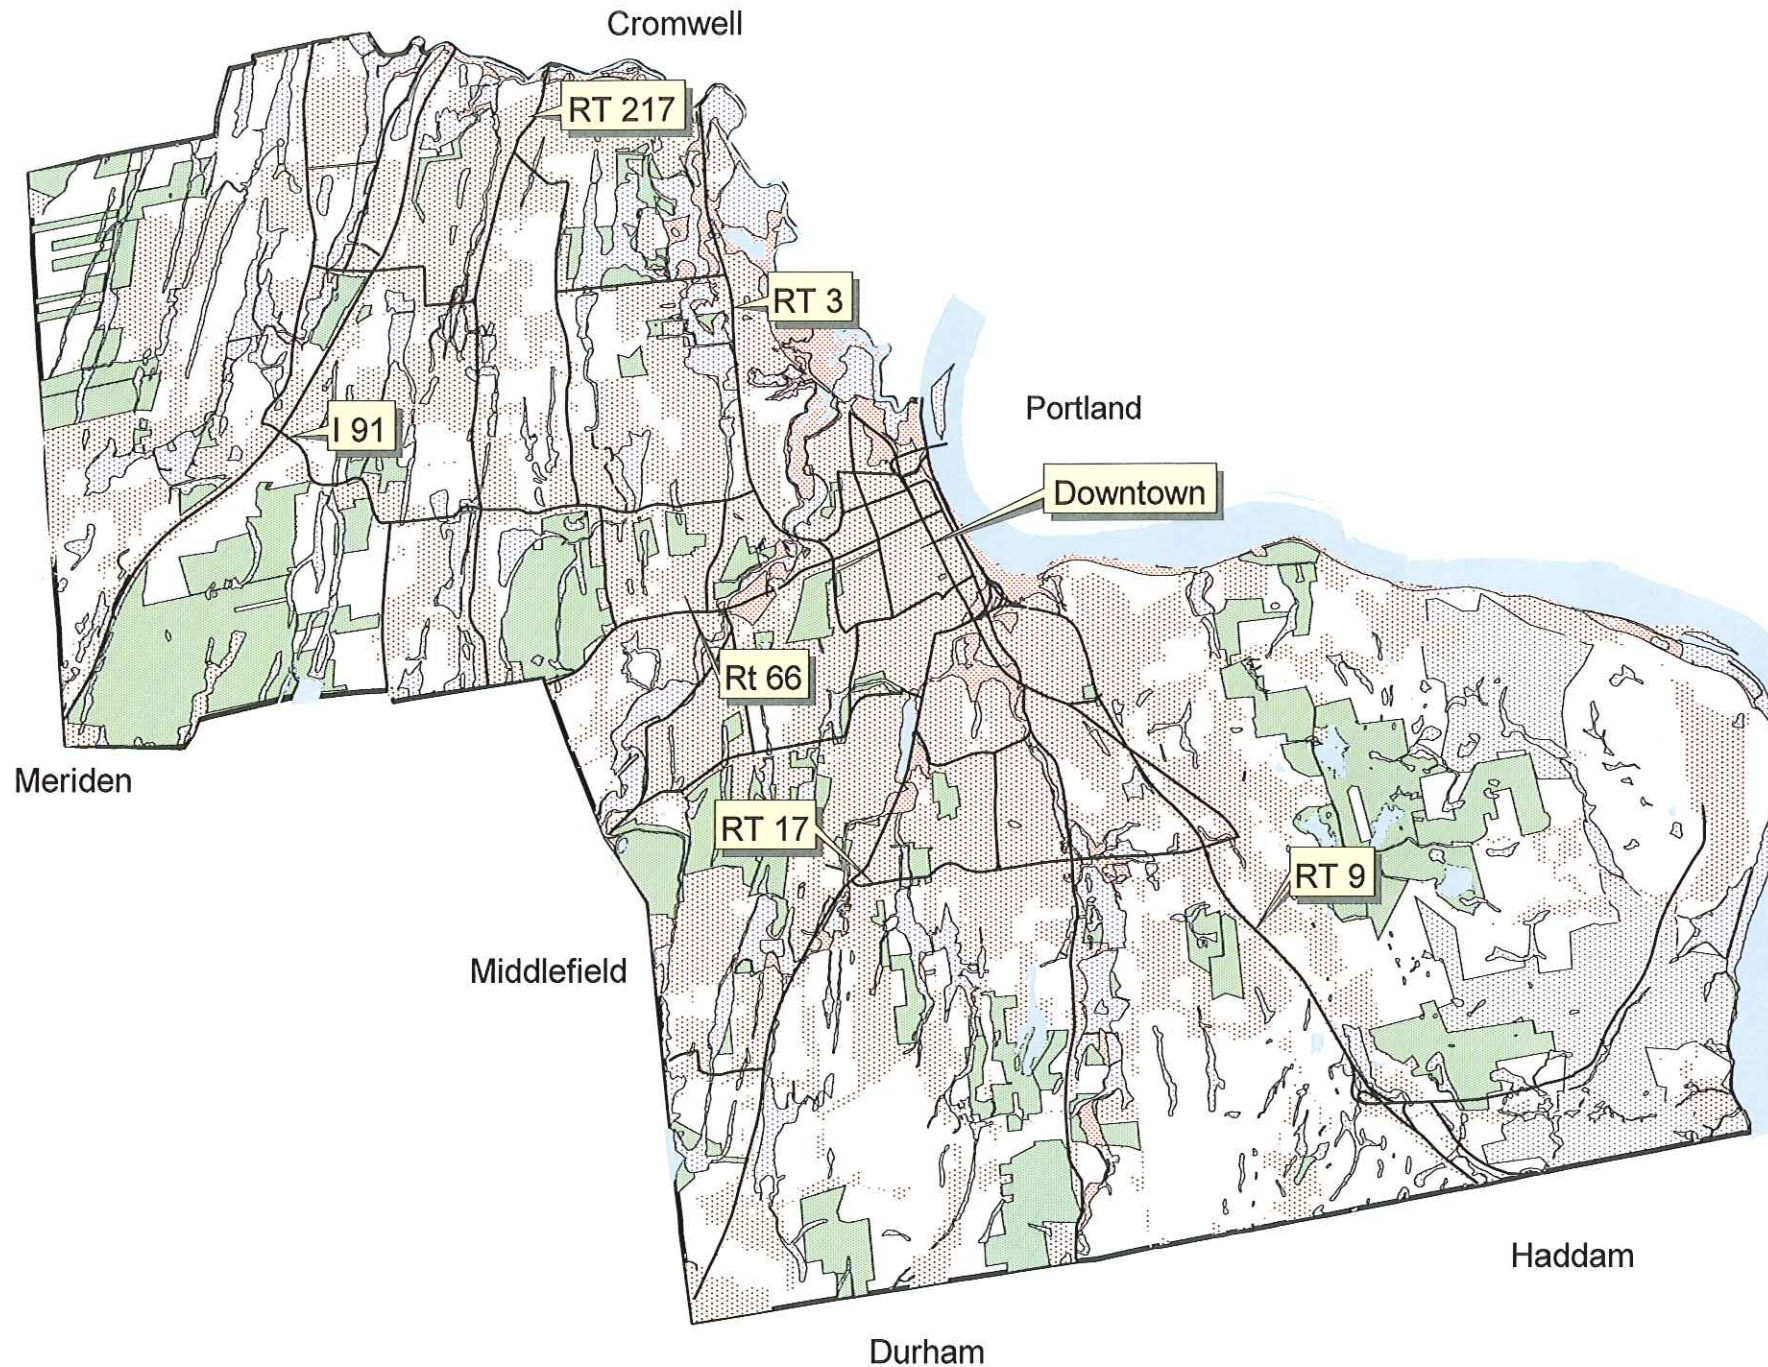 Cromwell
RT 217
RT 3
Portland
I 91
Downtown
Rt 66
Meriden
RT 17
RT 9
Middlefield
Haddam
Durham